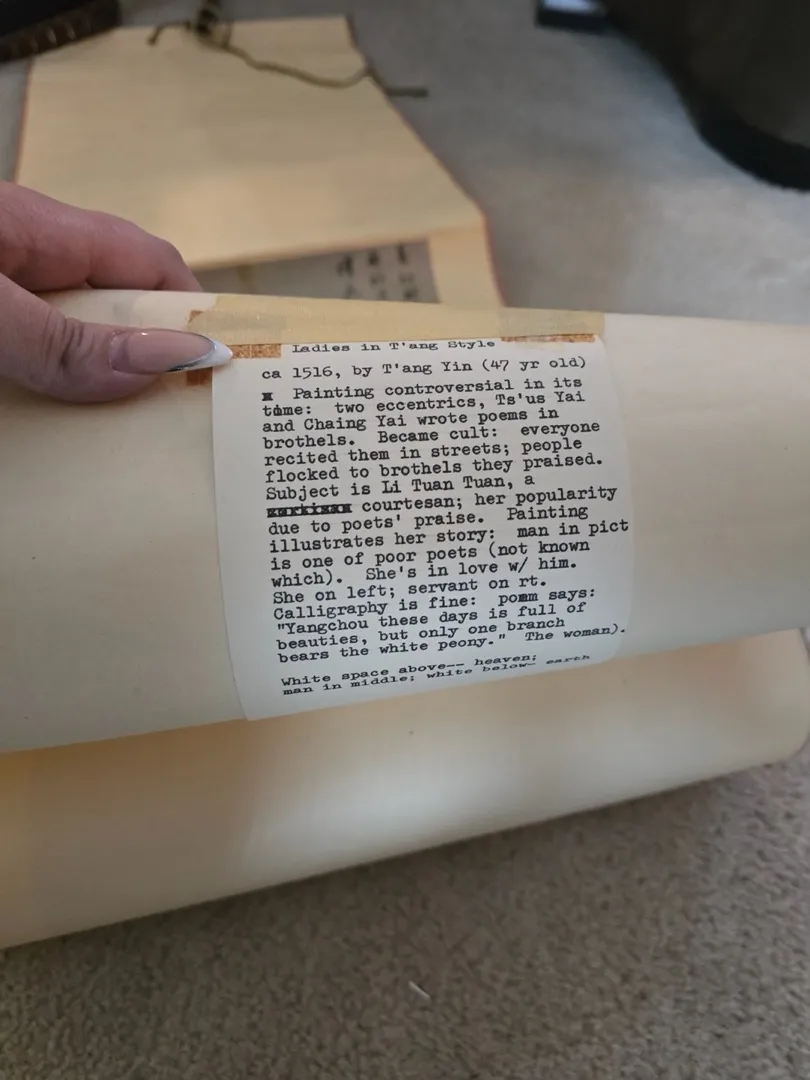 Ladies in T'ang Style
ca 1516, by T'ang Yin (47 yr old)
Painting controversial in its
time: two eccentrics, Ts'us Yai
and Chaing Yai wrote poems in
brothels. Became cult: everyone
recited them in streets; people
flocked to brothels they praised.
Subject is Li Tuan Tuan, a
courtesan; her popularity
due to poets' praise. Painting
illustrates her story: man in pict
is one of poor poets (not known
which). She's in love w/ him.
She on left; servant on rt.
Calligraphy is fine: poem says:
"Yangchou these days is full of
beauties, but only one branch
bears the white peony." The woman).
White space above-- heaven;
man in middle; white below- earth